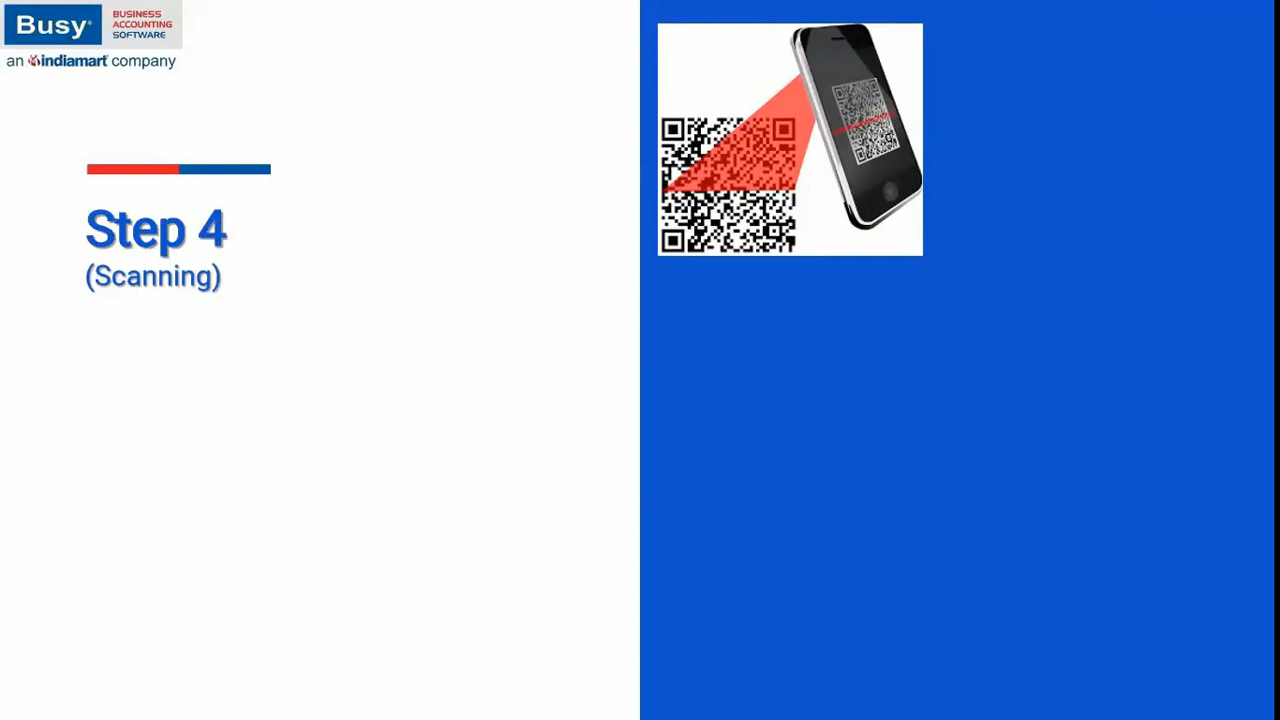 Busy
BUSINESS
ACCOUNTING
SOFTWARE
an indiamart company
Step 4
(Scanning)